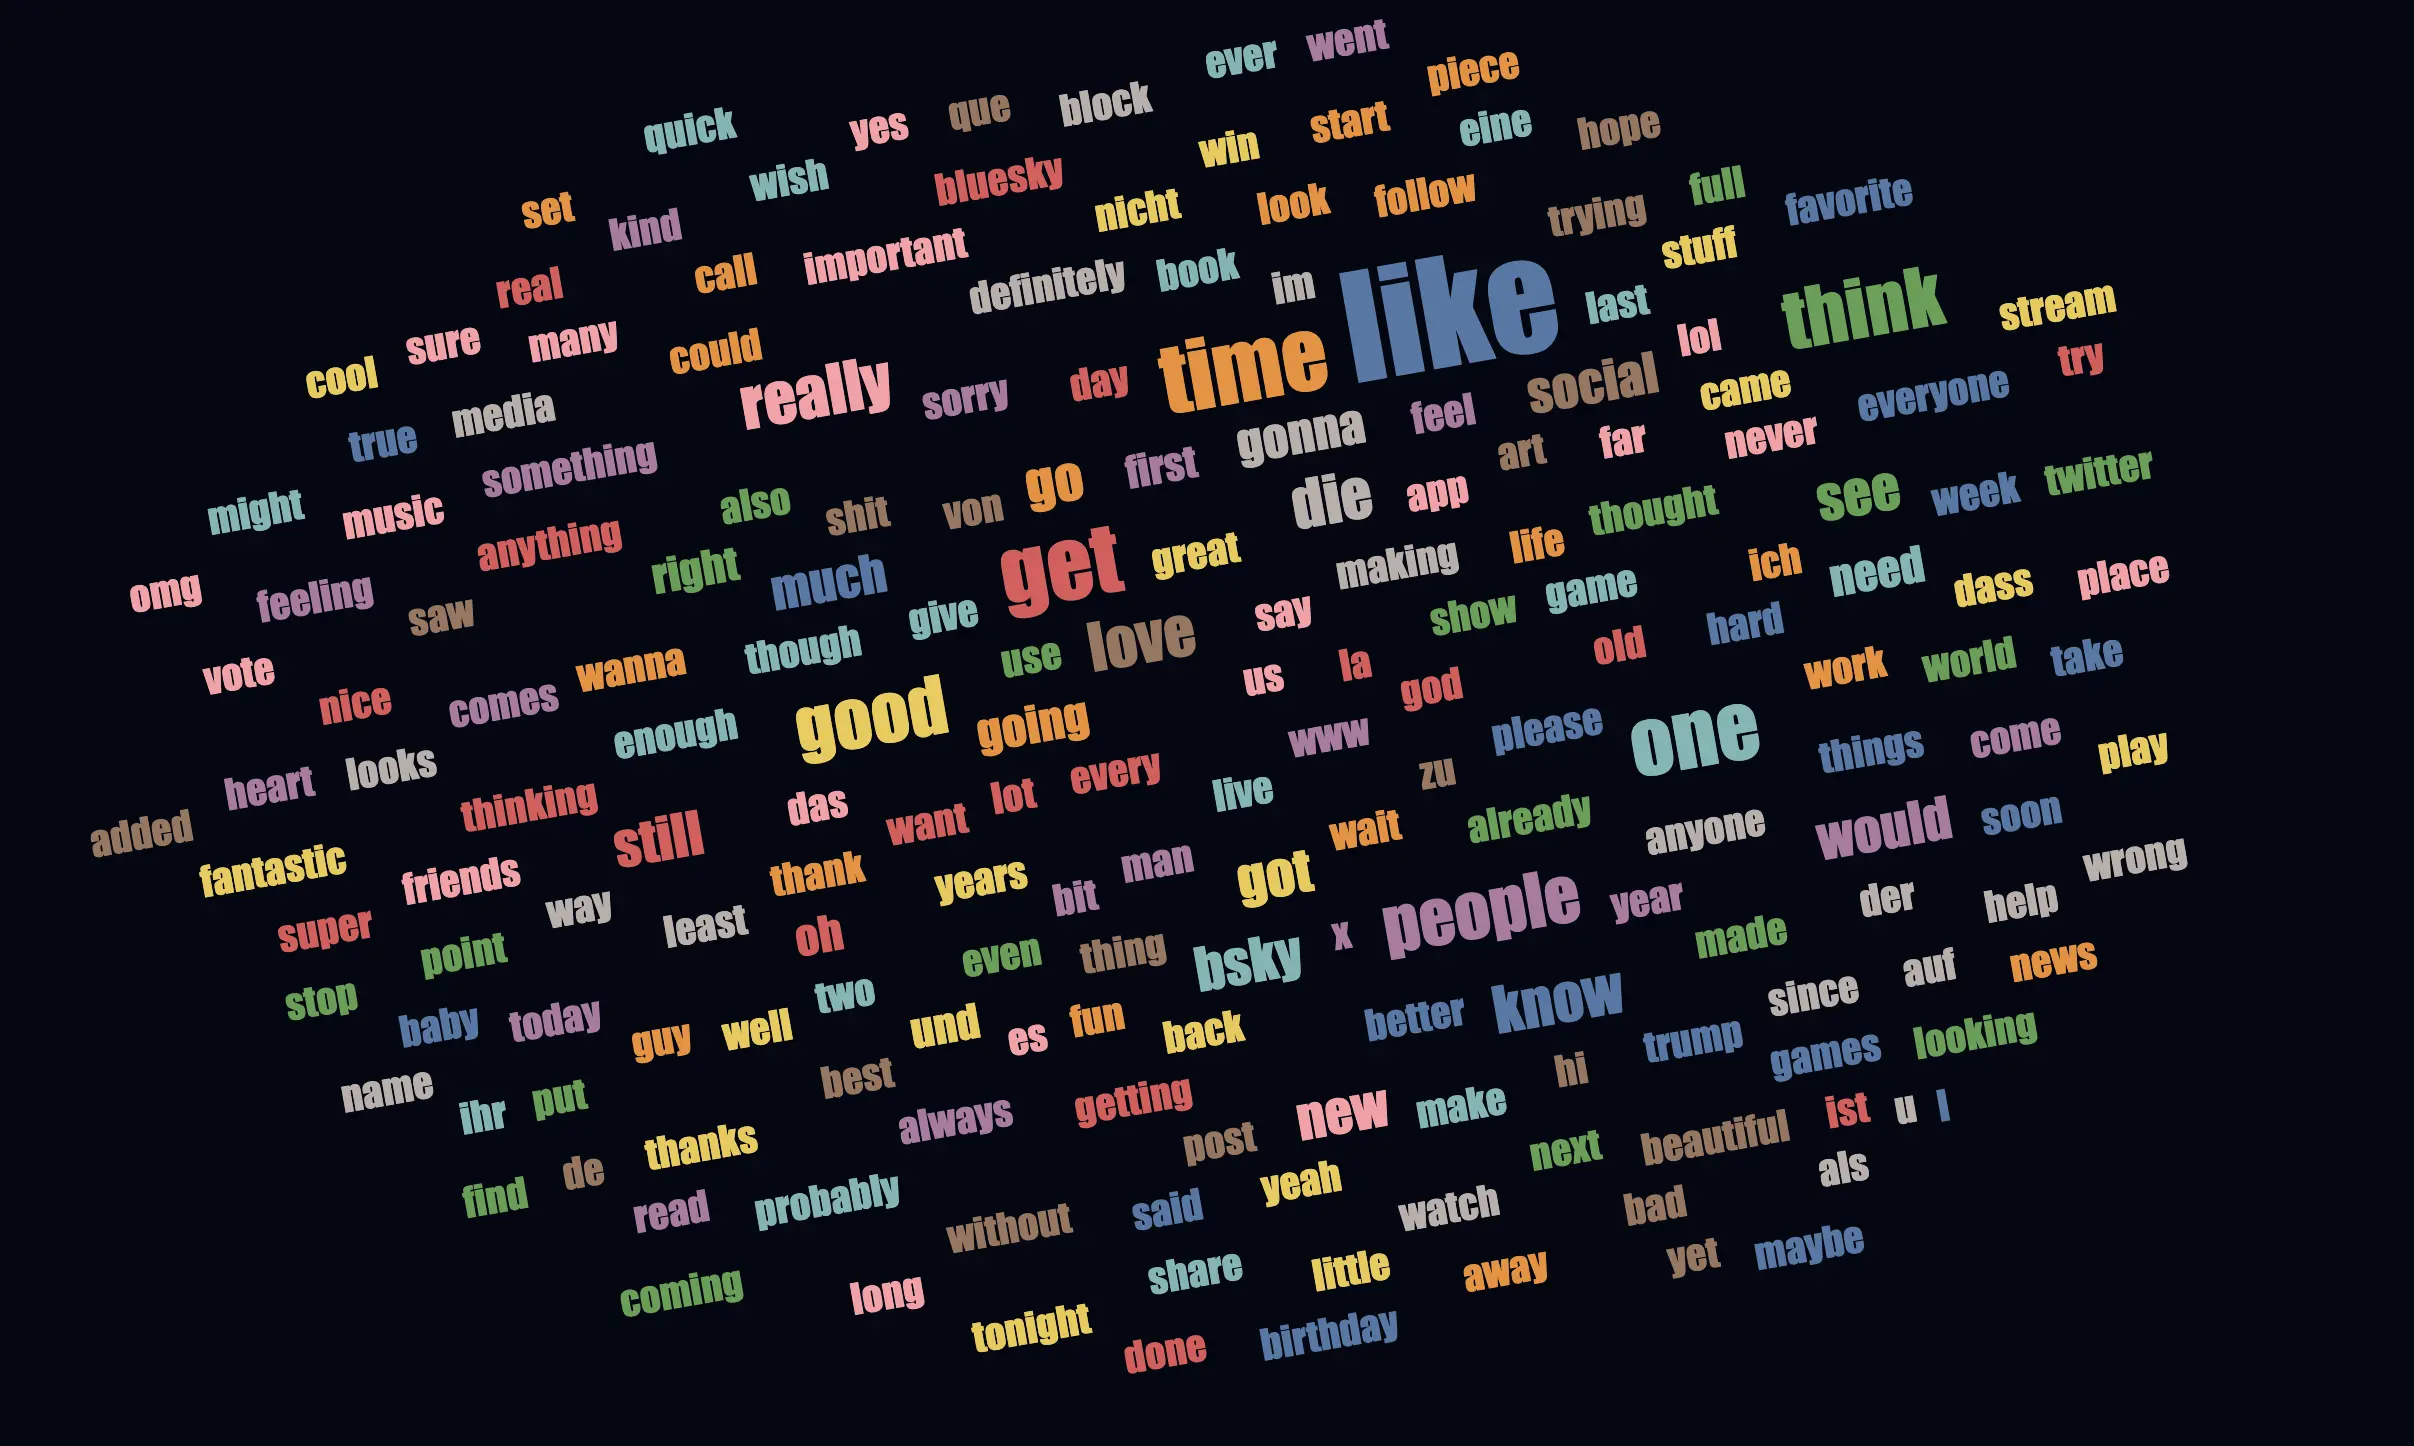 ever went
piece
quick yes que block
win start eine hope
wish bluesky
set kind nicht look follow trying full favorite
real call important definitely book im like last stuff
cool sure many could time lol think stream
true media really sorry day gonna feel social came everyone try
might music something also shit von go first die app art far never
omg feeling anything right much get great making life thought see week twitter
saw though give use love say show game ich need dass place
vote nice comes wanna us la god old hard work world take
heart looks enough good going www please one things come play
added thinking still das want lot every live zu
fantastic friends way thank years bit man got wait already anyone would soon wrong
super point least oh even thing bsky x people year made der help
stop baby today guy well two und es fun back better know since auf news
name ihr put best always getting new make hi trump games looking
find de thanks post next beautiful ist u l
read probably without said yeah watch bad als
coming long share little away yet maybe
tonight done birthday